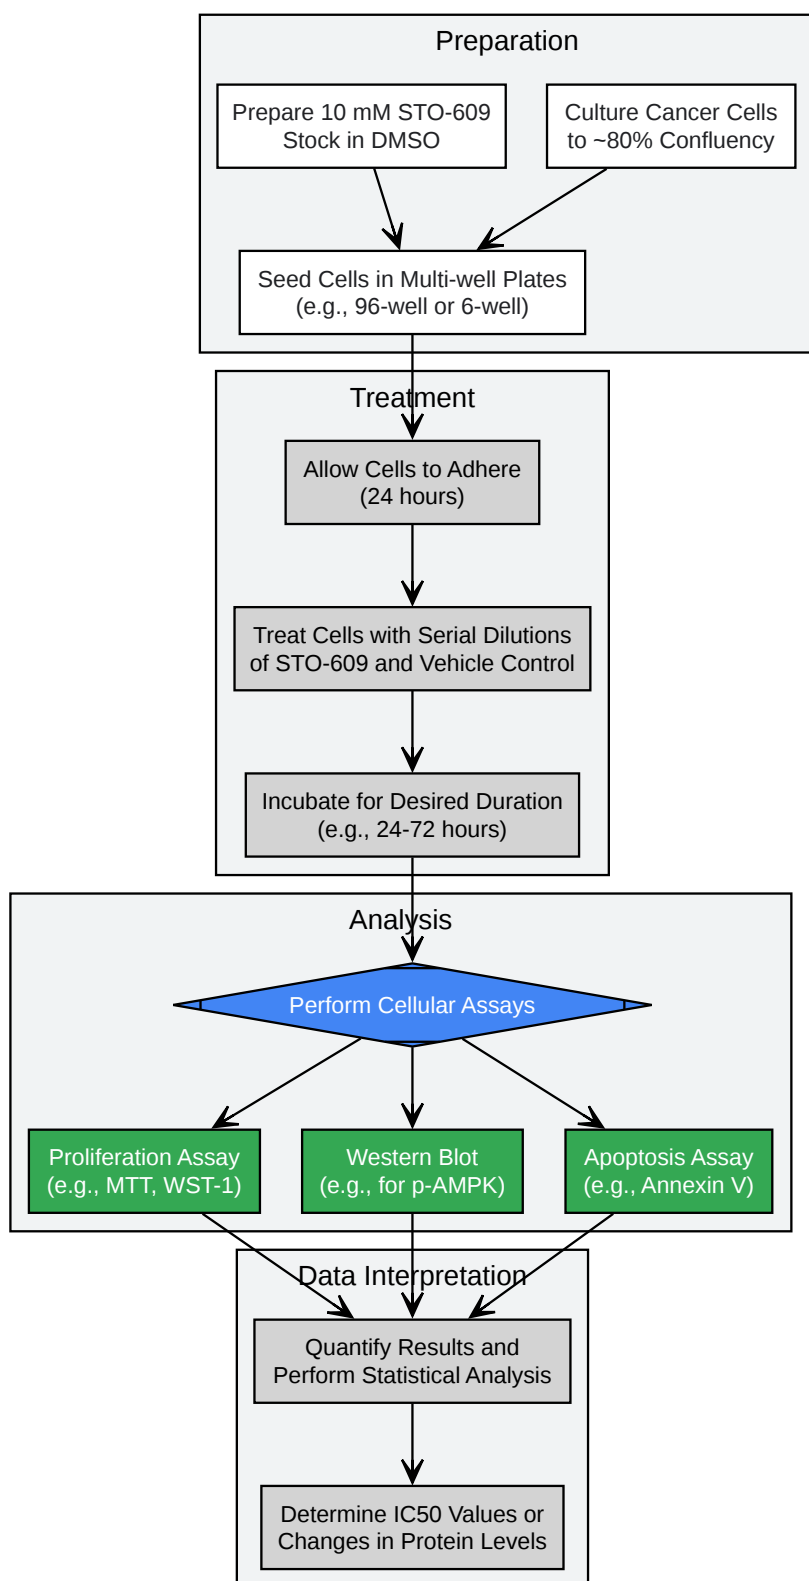 Preparation
Prepare 10 mM STO-609
Stock in DMSO
Culture Cancer Cells
to ~80% Confluency
Seed Cells in Multi-well Plates
(e.g., 96-well or 6-well)
Treatment
Allow Cells to Adhere
(24 hours)
Treat Cells with Serial Dilutions
of STO-609 and Vehicle Control
Incubate for Desired Duration
(e.g., 24-72 hours)
Analysis
Perform Cellular Assays
Proliferation Assay
(e.g., MTT, WST-1)
Western Blot
(e.g., for p-AMPK)
Apoptosis Assay
(e.g., Annexin V)
Data Interpretation
Quantify Results and
Perform Statistical Analysis
Determine IC50 Values or
Changes in Protein Levels